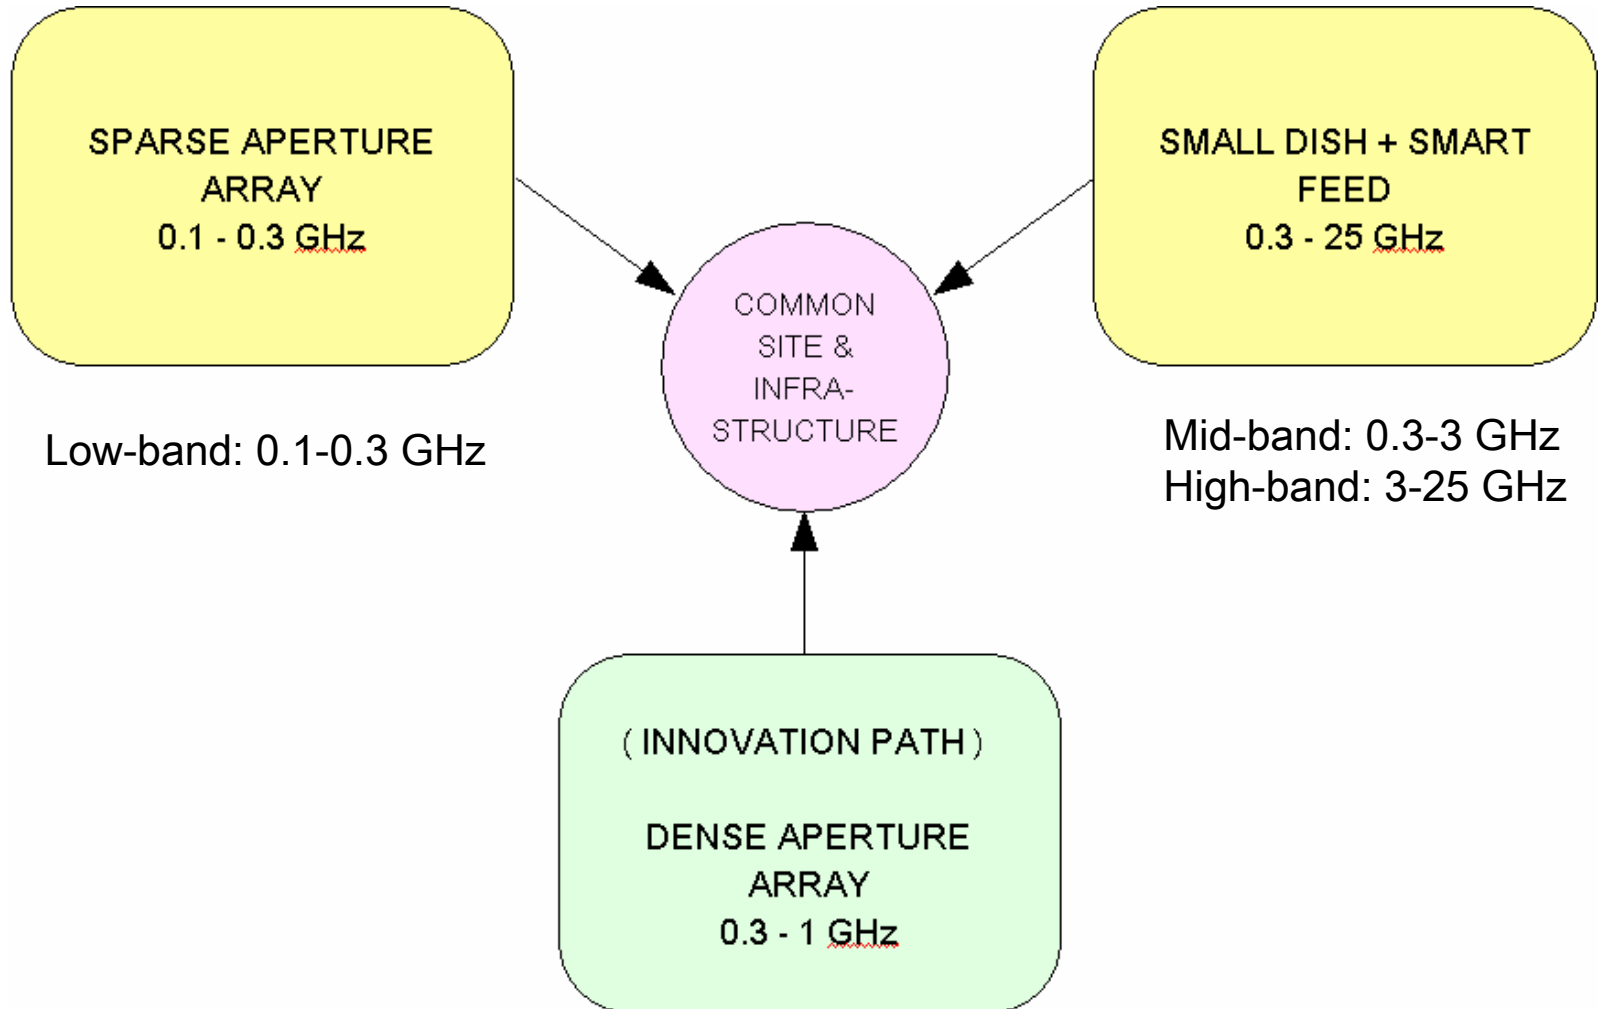 SPARSE APERTURE
ARRAY
0.1 - 0.3 GHz
SMALL DISH + SMART
FEED
0.3 - 25 GHz
COMMON
SITE &
INFRA-
STRUCTURE
Low-band: 0.1-0.3 GHz
Mid-band: 0.3-3 GHz
High-band: 3-25 GHz
( INNOVATION PATH )
DENSE APERTURE
ARRAY
0.3 - 1 GHz